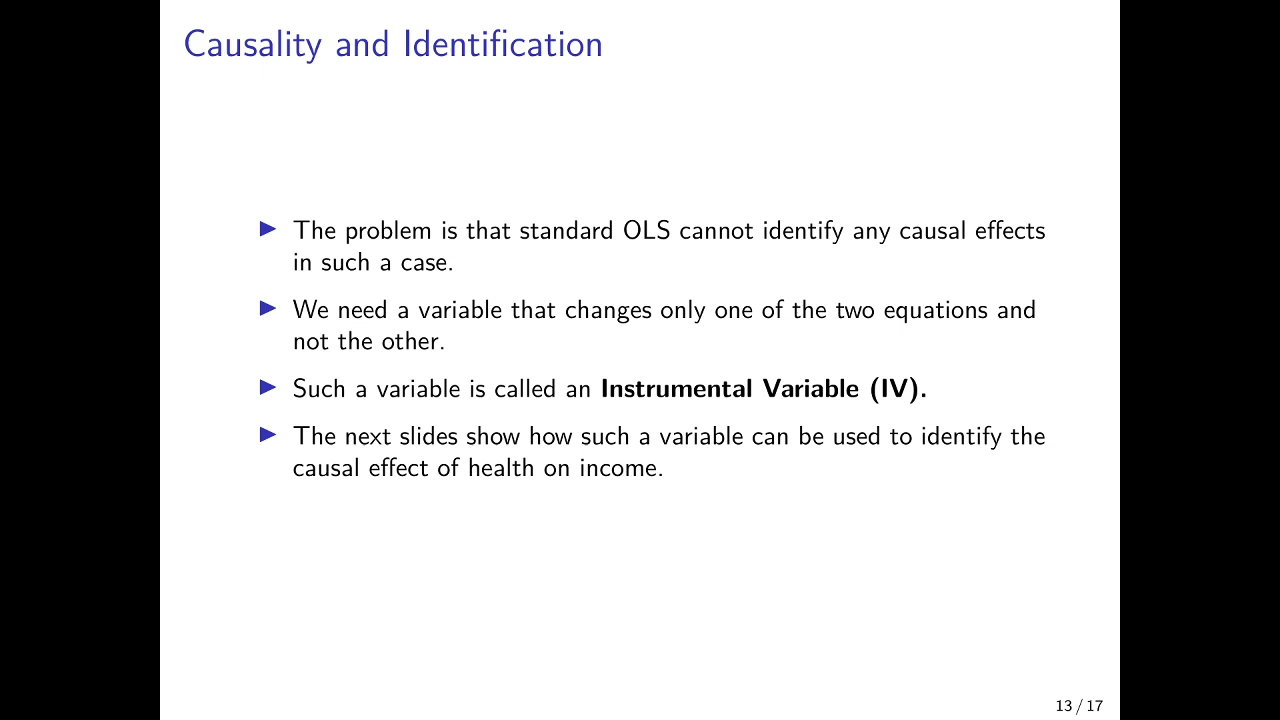 Causality and Identification
▶ The problem is that standard OLS cannot identify any causal effects
in such a case.
▶ We need a variable that changes only one of the two equations and
not the other.
▶ Such a variable is called an Instrumental Variable (IV).
▶ The next slides show how such a variable can be used to identify the
causal effect of health on income.
13 / 17